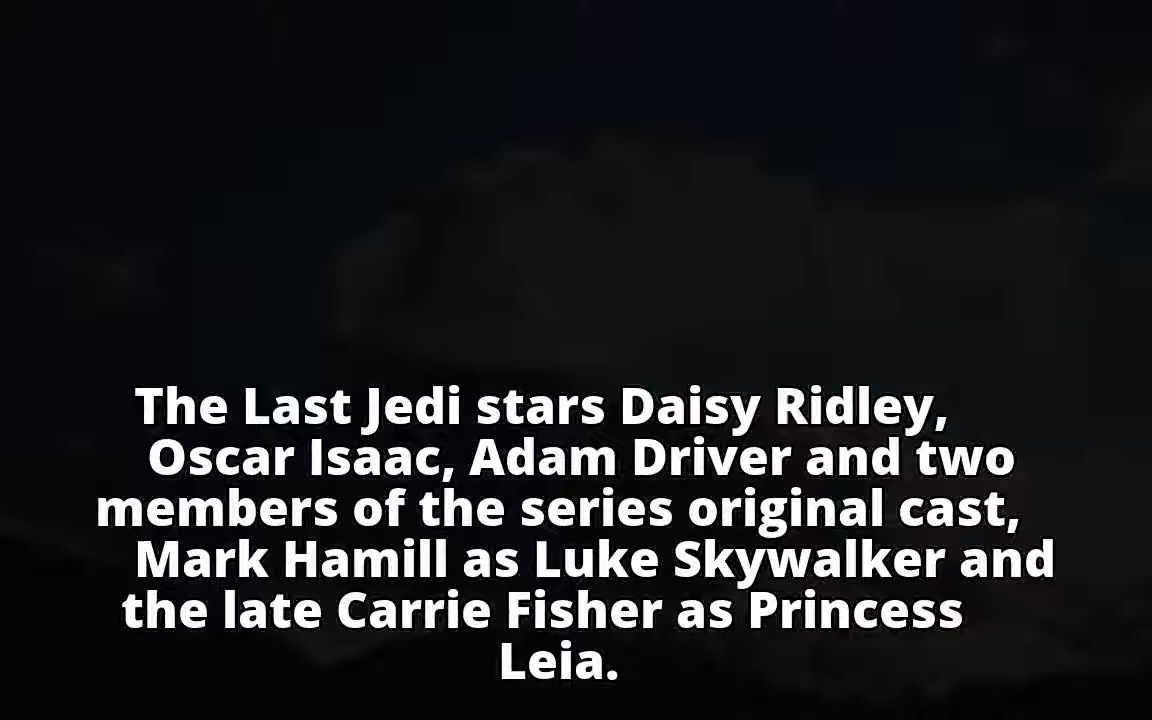 The Last Jedi stars Daisy Ridley,
Oscar Isaac, Adam Driver and two
members of the series original cast,
Mark Hamill as Luke Skywalker and
the late Carrie Fisher as Princess
Leia.